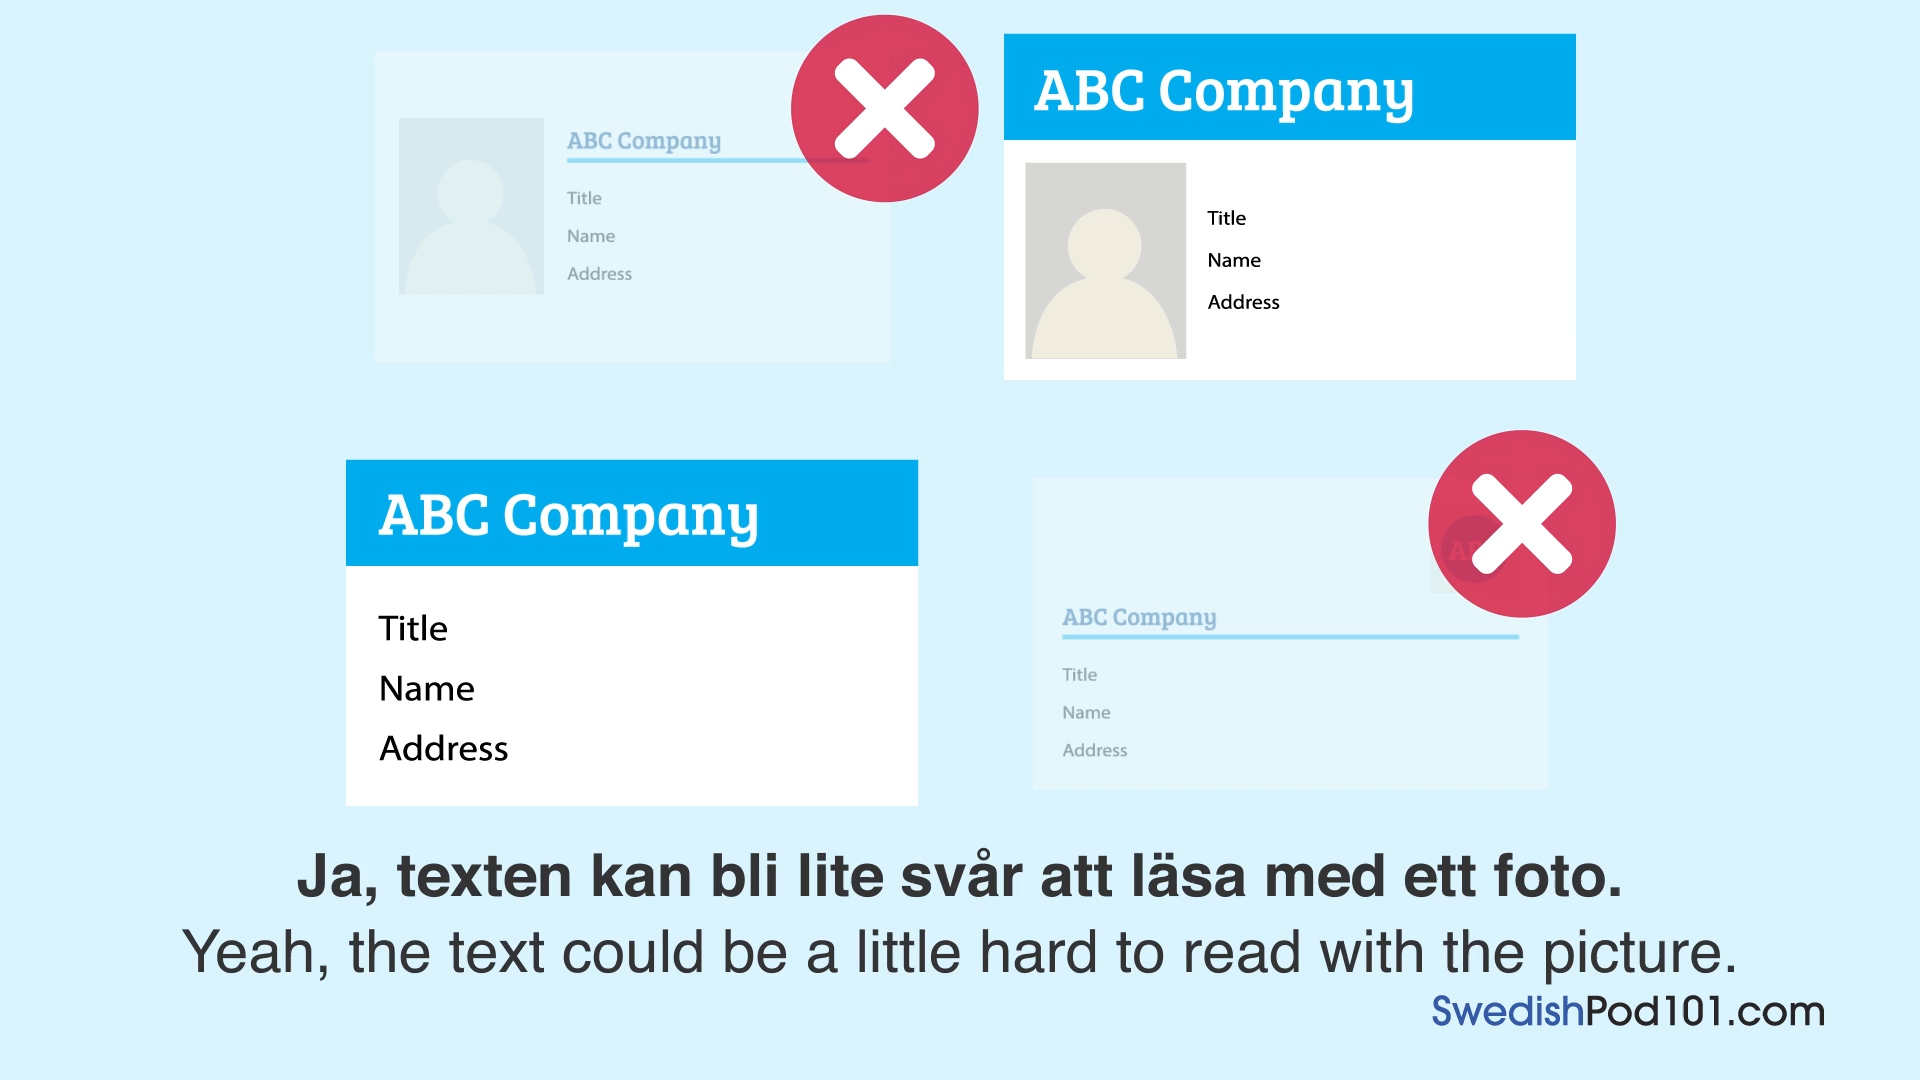 ABC Company
Title
Name
Address
ABC Company
Title
Name
Address
ABC Company
Title
Name
Address
ABC Company
Title
Name
Address
Ja, texten kan bli lite svår att läsa med ett foto.
Yeah, the text could be a little hard to read with the picture.
SwedishPod101.com